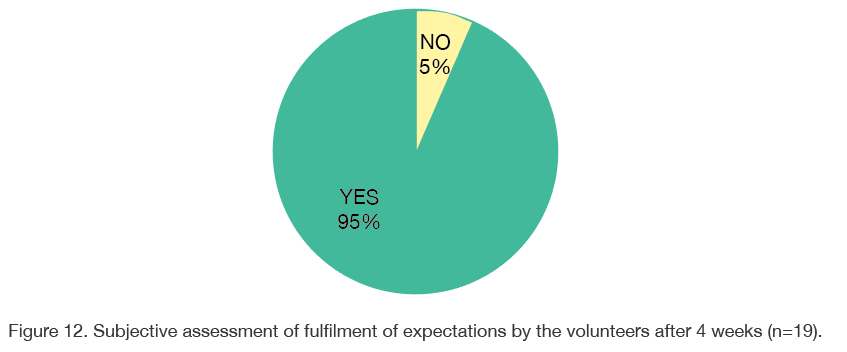 NO
5%
YES
95%
Figure 12. Subjective assessment of fulfilment of expectations by the volunteers after 4 weeks (n=19).